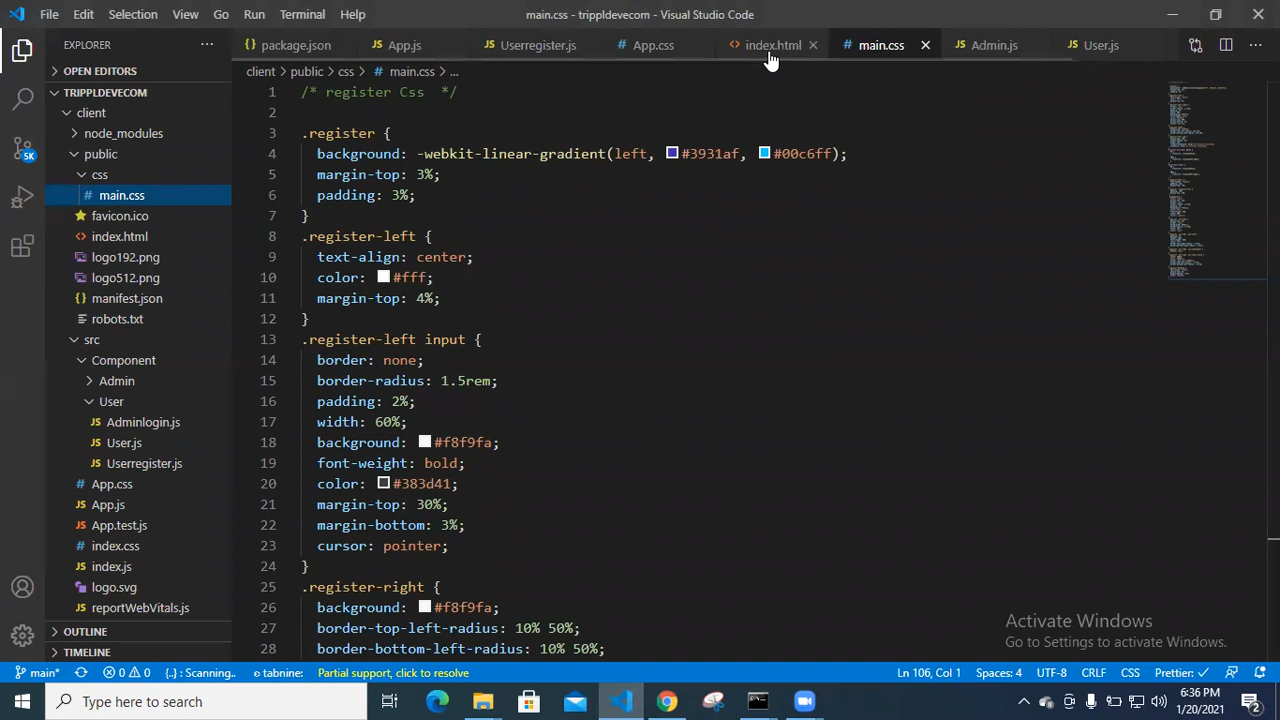 File Edit Selection View Go Run Terminal Help
main.css - trippldevecom - Visual Studio Code
EXPLORER
package.json App.js Userregister.js App.css index.html main.css Admin.js User.js
OPEN EDITORS
client > public > css > # main.css > ...
TRIPPLDEVECOM
client
node_modules
public
css
# main.css
favicon.ico
index.html
logo192.png
logo512.png
manifest.json
robots.txt
src
Component
Admin
User
JS Adminlogin.js
JS User.js
JS Userregister.js
# App.css
JS App.js
JS App.test.js
# index.css
JS index.js
logo.svg
JS reportWebVitals.js
OUTLINE
TIMELINE
5K
1 /* register Css  */
2
3 .register {
4 background: -webkit-linear-gradient(left, #3931af, #00c6ff);
5 margin-top: 3%;
6 padding: 3%;
7 }
8 .register-left {
9 text-align: center;
10 color: #fff;
11 margin-top: 4%;
12 }
13 .register-left input {
14 border: none;
15 border-radius: 1.5rem;
16 padding: 2%;
17 width: 60%;
18 background: #f8f9fa;
19 font-weight: bold;
20 color: #383d41;
21 margin-top: 30%;
22 margin-bottom: 3%;
23 cursor: pointer;
24 }
25 .register-right {
26 background: #f8f9fa;
27 border-top-left-radius: 10% 50%;
28 border-bottom-left-radius: 10% 50%;
Activate Windows
Go to Settings to activate Windows.
main* 0 0 {..} : Scanning.. tabnine: Partial support, click to resolve Ln 106, Col 1 Spaces: 4 UTF-8 CRLF CSS Prettier: ✓
Type here to search
6:36 PM
1/20/2021
2